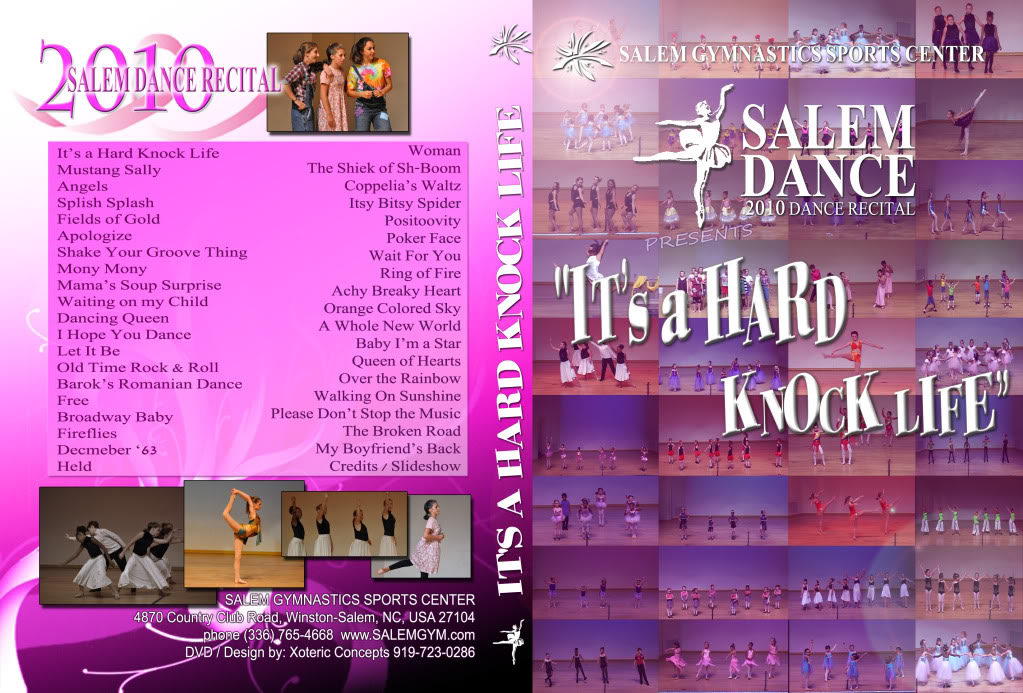 2010
SALEM DANCE RECITAL
It's a Hard Knock Life
Mustang Sally
Angels
Splish Splash
Fields of Gold
Apologize
Shake Your Groove Thing
Mony Mony
Mama's Soup Surprise
Waiting on my Child
Dancing Queen
I Hope You Dance
Let It Be
Old Time Rock & Roll
Barok's Romanian Dance
Free
Broadway Baby
Fireflies
Decmeber '63
Held
Woman
The Shiek of Sh-Boom
Coppelia's Waltz
Itsy Bitsy Spider
Positoovity
Poker Face
Wait For You
Ring of Fire
Achy Breaky Heart
Orange Colored Sky
A Whole New World
Baby I'm a Star
Queen of Hearts
Over the Rainbow
Walking On Sunshine
Please Don't Stop the Music
The Broken Road
My Boyfriend's Back
Credits / Slideshow
SALEM GYMNASTICS SPORTS CENTER
4870 Country Club Road, Winston-Salem, NC, USA 27104
phone (336) 765-4668 www.SALEMGYM.com
DVD / Design by: Xoteric Concepts 919-723-0286
IT'S A HARD KNOCK LIFE
SALEM GYMNASTICS SPORTS CENTER
SALEM
DANCE
2010 DANCE RECITAL
PRESENTS
"IT's a HARD
KNOCK LIFE"